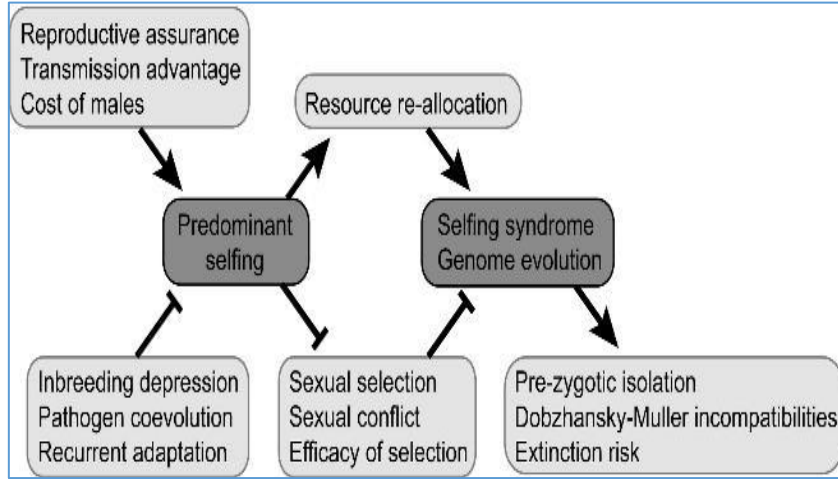 Reproductive assurance
Transmission advantage
Cost of males
Resource re-allocation
Predominant
selfing
Selfing syndrome
Genome evolution
Inbreeding depression
Pathogen coevolution
Recurrent adaptation
Sexual selection
Sexual conflict
Efficacy of selection
Pre-zygotic isolation
Dobzhansky-Muller incompatibilities
Extinction risk